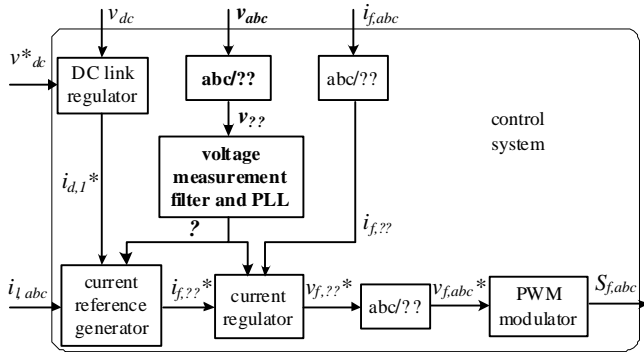 v_dc
v_abc
i_f,abc
v*_dc
DC link
regulator
abc/??
abc/??
v_??
control
system
voltage
measurement
filter and PLL
i_d,1*
?
i_f,??
i_l,abc
current
reference
generator
i_f,??*
current
regulator
v_f,??*
abc/??
v_f,abc*
PWM
modulator
S_f,abc